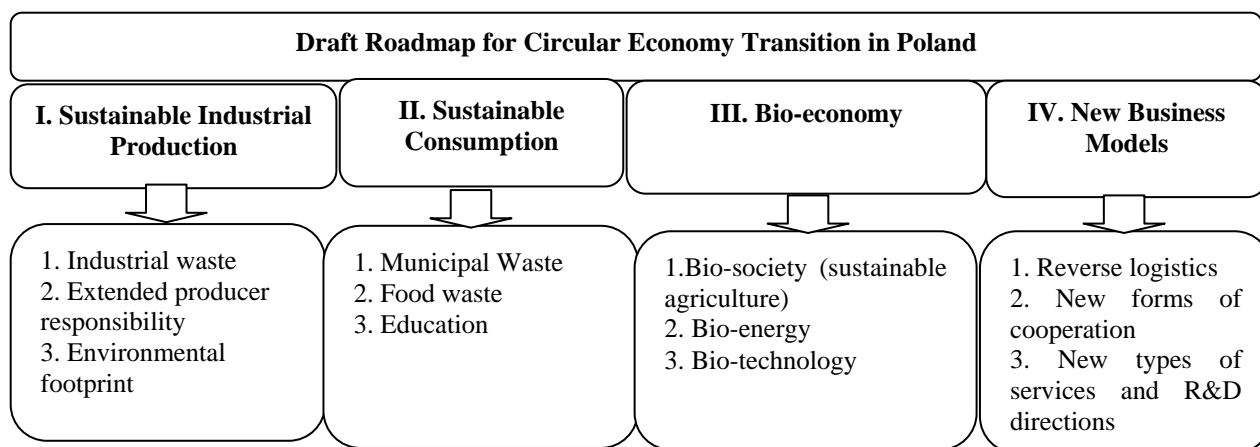 Draft Roadmap for Circular Economy Transition in Poland
I. Sustainable Industrial
Production
II. Sustainable
Consumption
III. Bio-economy
IV. New Business
Models
1. Industrial waste
2. Extended producer
responsibility
3. Environmental
footprint
1. Municipal Waste
2. Food waste
3. Education
1.Bio-society (sustainable
agriculture)
2. Bio-energy
3. Bio-technology
1. Reverse logistics
2. New forms of
cooperation
3. New types of
services and R&D
directions